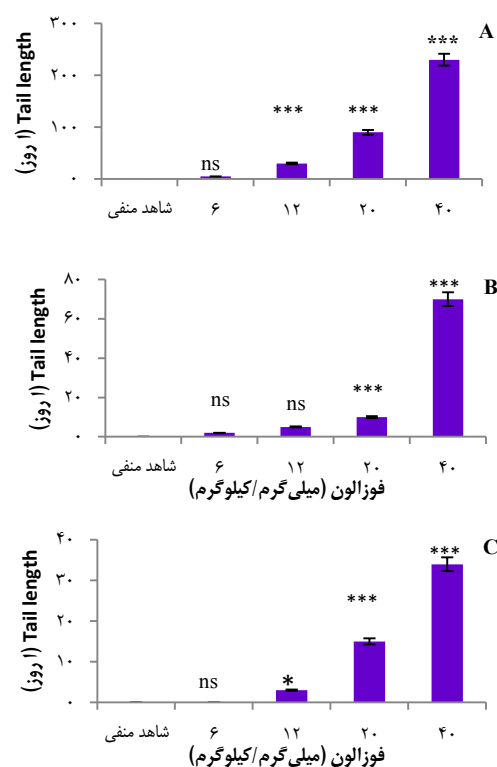 A
Tail length (۱ روز)
۳۰۰
۲۰۰
۱۰۰
۰
ns
***
***
***
شاهد منفی ۶ ۱۲ ۲۰ ۴۰
B
Tail length (۱ روز)
۸۰
۶۰
۴۰
۲۰
۰
ns
ns
***
***
شاهد منفی ۶ ۱۲ ۲۰ ۴۰
فوزالون (میلی‌گرم/کیلوگرم)
C
Tail length (۱ روز)
۴۰
۳۰
۲۰
۱۰
۰
ns
*
***
***
شاهد منفی ۶ ۱۲ ۲۰ ۴۰
فوزالون (میلی‌گرم/کیلوگرم)